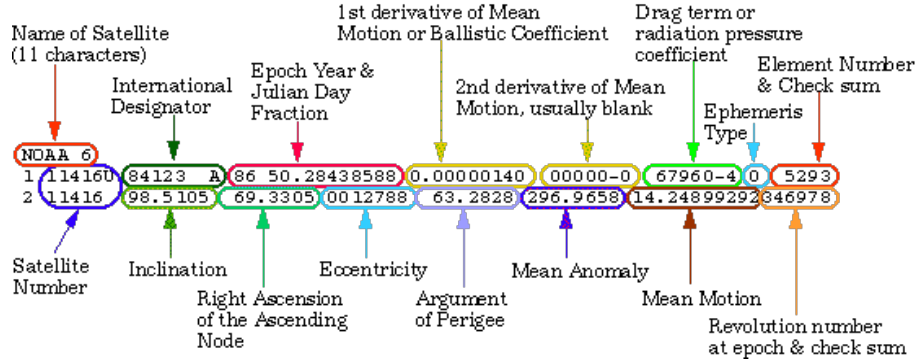 Name of Satellite
(11 characters)
International
Designator
Epoch Year &
Julian Day
Fraction
1st derivative of Mean
Motion or Ballistic Coefficient
2nd derivative of Mean
Motion, usually blank
Drag term or
radiation pressure
coefficient
Ephemeris
Type
Element Number
& Check sum
NOAA 6
1 11416U 84123 A 86 50.28438588 0.00000140 00000-0 67960-4 0 5293
2 11416 98.5105 69.3305 0012788 63.2828 296.9658 14.24899292 346978
Satellite
Number
Inclination
Right Ascension
of the Ascending
Node
Eccentricity
Argument
of Perigee
Mean Anomaly
Mean Motion
Revolution number
at epoch & check sum